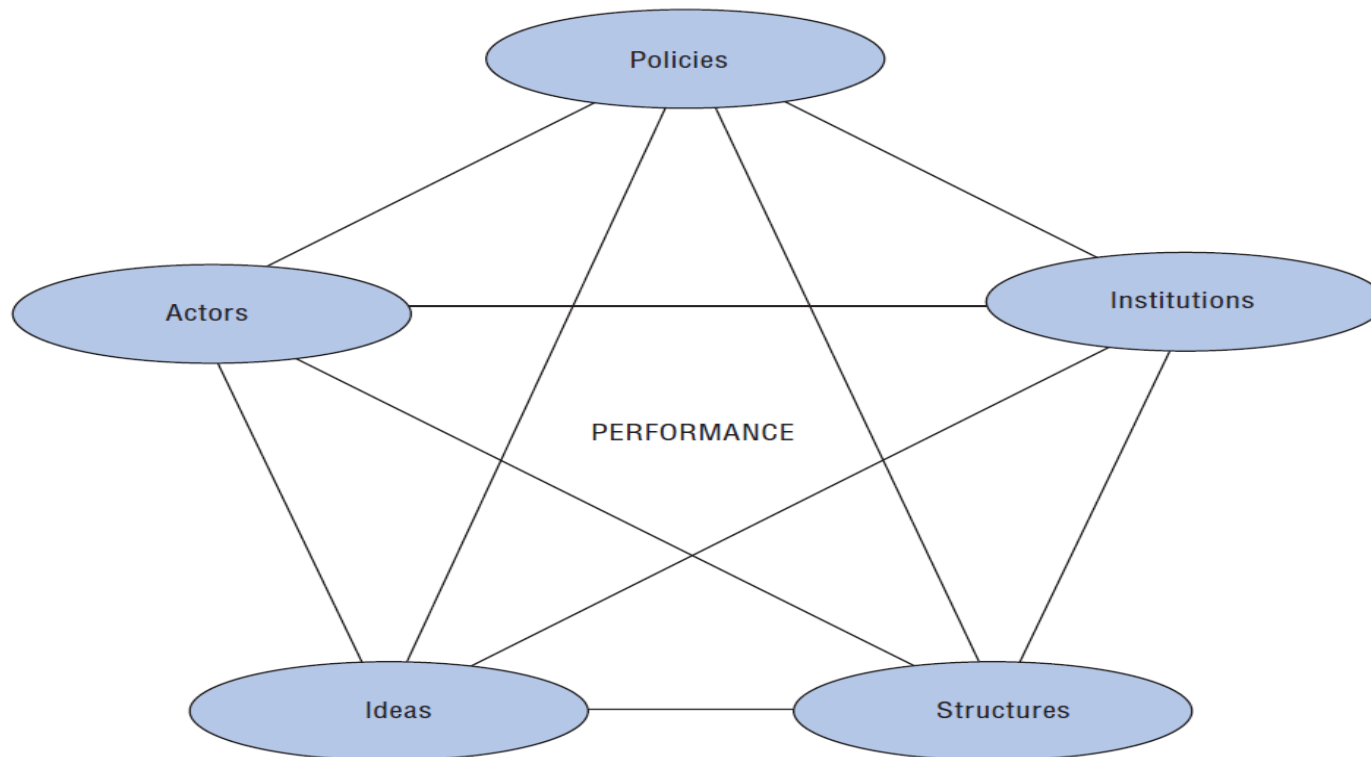 Policies
Institutions
Actors
PERFORMANCE
Ideas
Structures